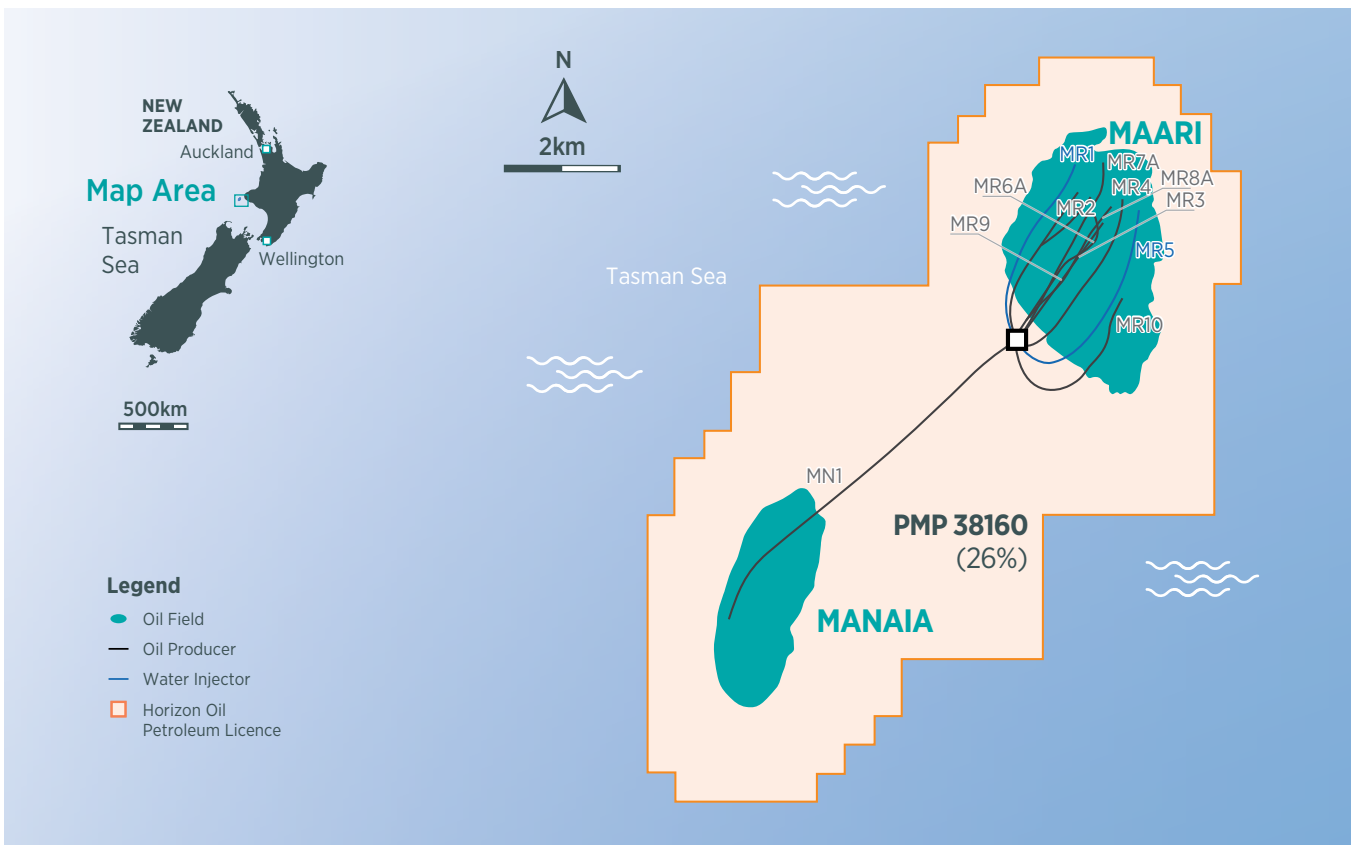 NEW
ZEALAND
Auckland
Map Area
Tasman
Sea
Wellington
500km
N
2km
Tasman Sea
MAARI
MR1
MR7A
MR6A
MR8A
MR4
MR2
MR3
MR9
MR5
MR10
MN1
PMP 38160
(26%)
MANAIA
Legend
Oil Field
Oil Producer
Water Injector
Horizon Oil
Petroleum Licence